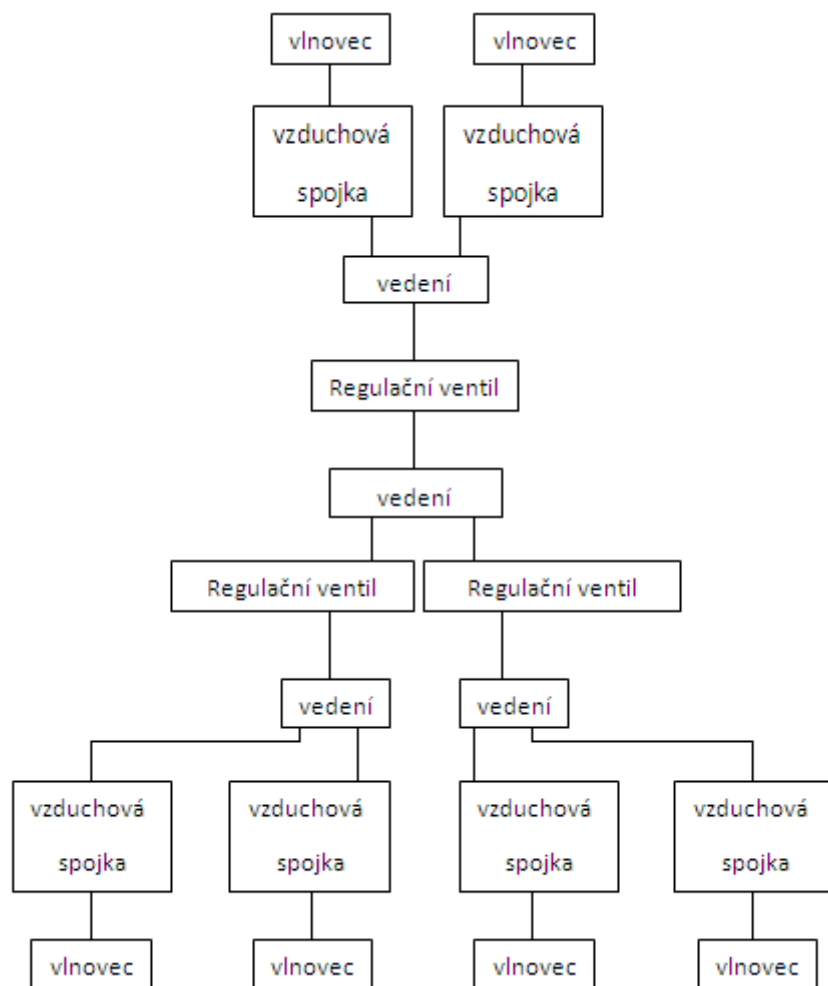 vlnovec vlnovec
vzduchová vzduchová
spojka spojka
vedení
Regulační ventil
vedení
Regulační ventil Regulační ventil
vedení vedení
vzduchová vzduchová vzduchová vzduchová
spojka spojka spojka spojka
vlnovec vlnovec vlnovec vlnovec